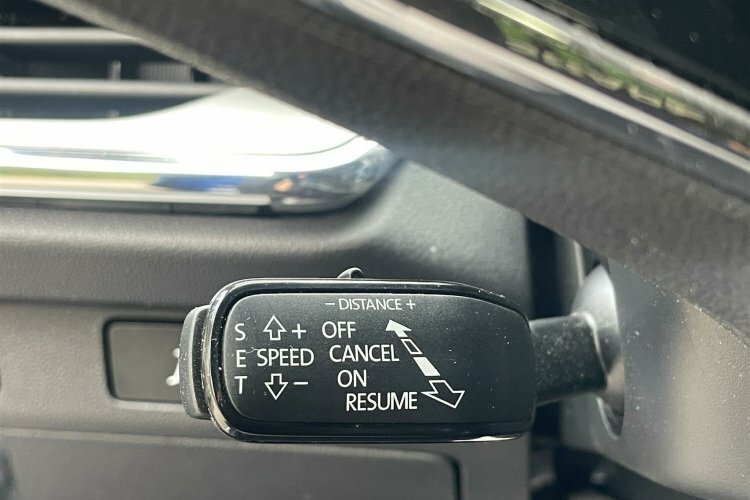 − DISTANCE +
S + OFF
E SPEED CANCEL
T − ON
RESUME